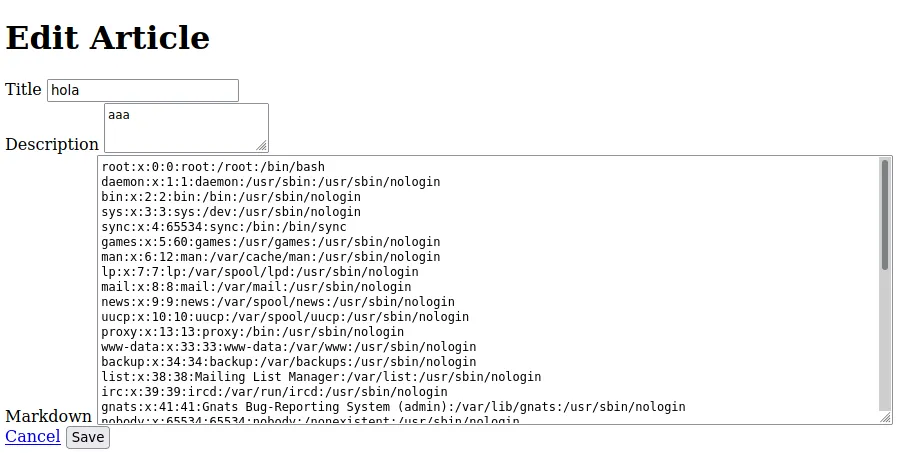 Edit Article
Title hola
Description aaa
Markdown
root:x:0:0:root:/root:/bin/bash
daemon:x:1:1:daemon:/usr/sbin:/usr/sbin/nologin
bin:x:2:2:bin:/bin:/usr/sbin/nologin
sys:x:3:3:sys:/dev:/usr/sbin/nologin
sync:x:4:65534:sync:/bin:/bin/sync
games:x:5:60:games:/usr/games:/usr/sbin/nologin
man:x:6:12:man:/var/cache/man:/usr/sbin/nologin
lp:x:7:7:lp:/var/spool/lpd:/usr/sbin/nologin
mail:x:8:8:mail:/var/mail:/usr/sbin/nologin
news:x:9:9:news:/var/spool/news:/usr/sbin/nologin
uucp:x:10:10:uucp:/var/spool/uucp:/usr/sbin/nologin
proxy:x:13:13:proxy:/bin:/usr/sbin/nologin
www-data:x:33:33:www-data:/var/www:/usr/sbin/nologin
backup:x:34:34:backup:/var/backups:/usr/sbin/nologin
list:x:38:38:Mailing List Manager:/var/list:/usr/sbin/nologin
irc:x:39:39:ircd:/var/run/ircd:/usr/sbin/nologin
gnats:x:41:41:Gnats Bug-Reporting System (admin):/var/lib/gnats:/usr/sbin/nologin
nobody:x:65534:65534:nobody:/nonexistent:/usr/sbin/nologin
Cancel Save